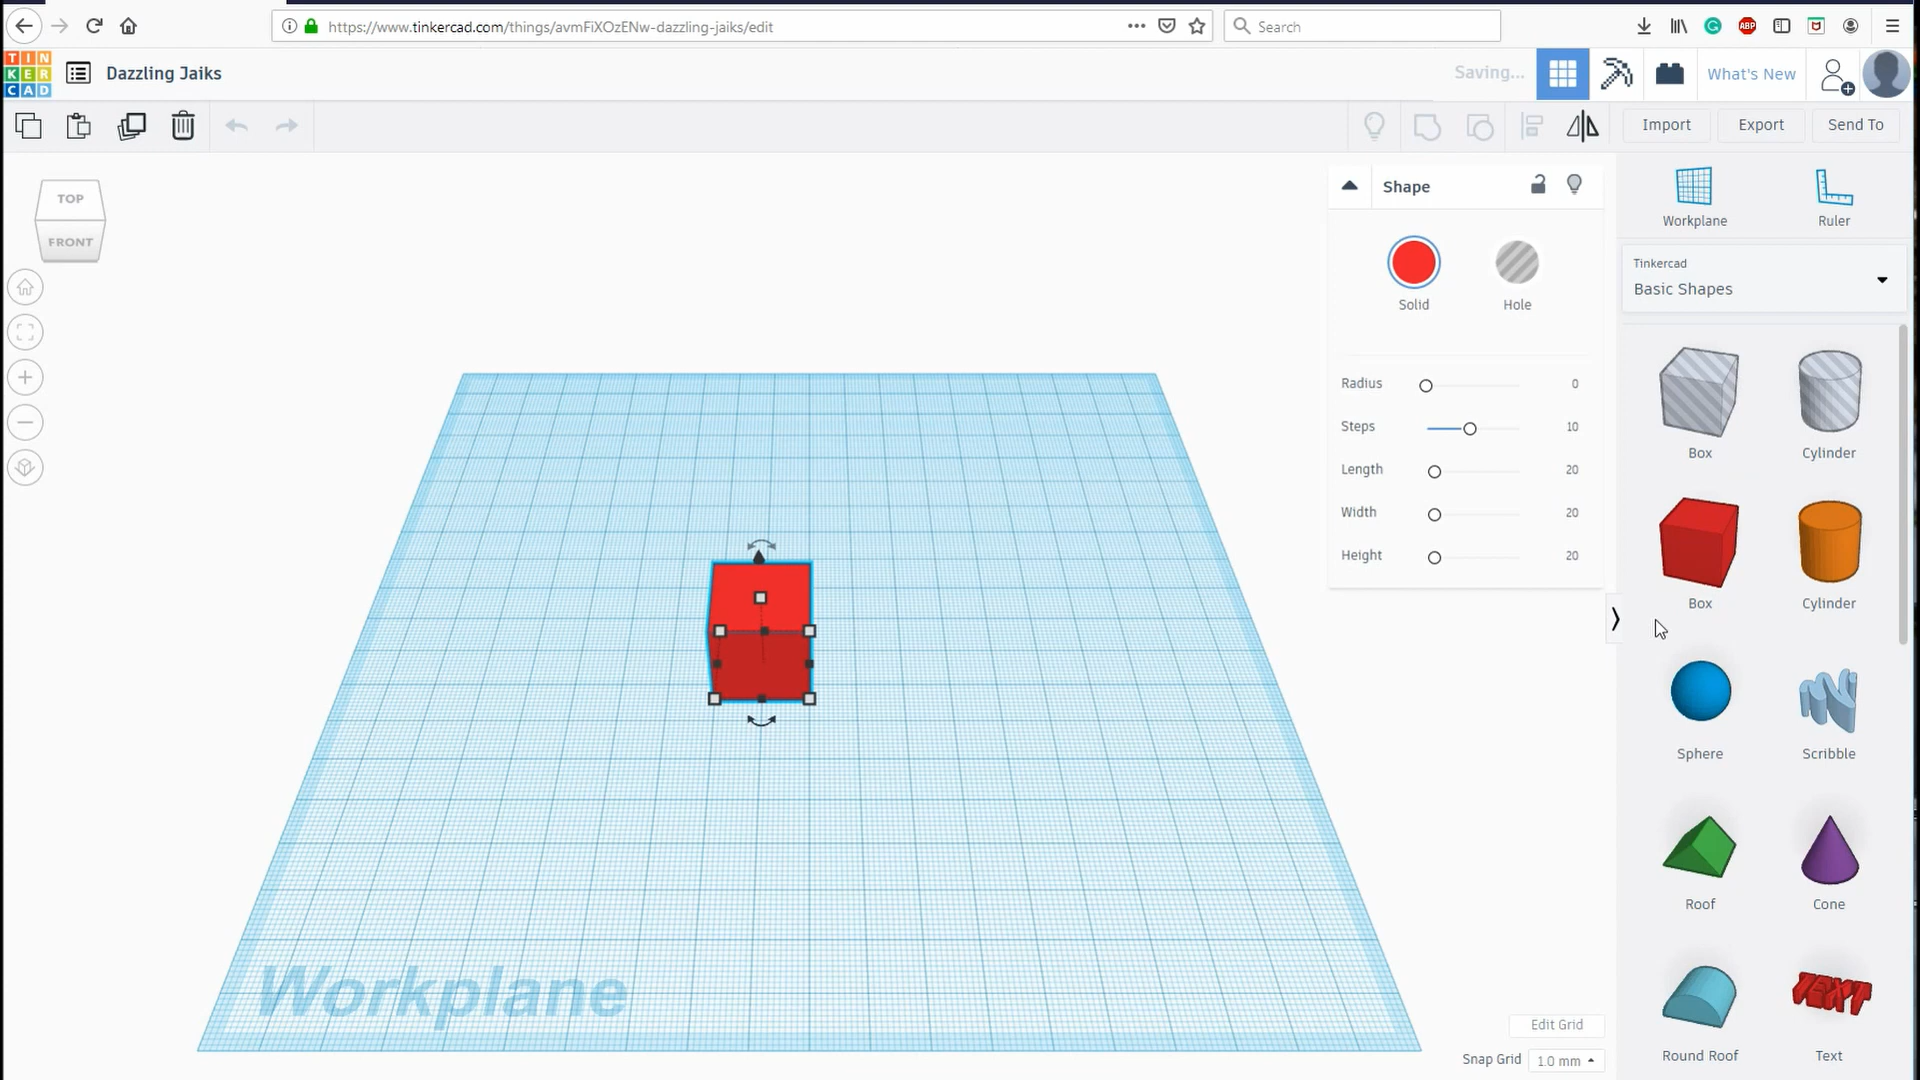 https://www.tinkercad.com/things/avmFiXOzENw-dazzling-jaiks/edit
Search
ABP
TIN
KER
CAD
Dazzling Jaiks
Saving...
What's New
Import
Export
Send To
TOP
FRONT
Shape
Solid
Hole
Radius 0
Steps 10
Length 20
Width 20
Height 20
Workplane
Ruler
Tinkercad
Basic Shapes
Box
Cylinder
Box
Cylinder
Sphere
Scribble
Roof
Cone
TEXT
Round Roof
Text
Workplane
Edit Grid
Snap Grid 1.0 mm